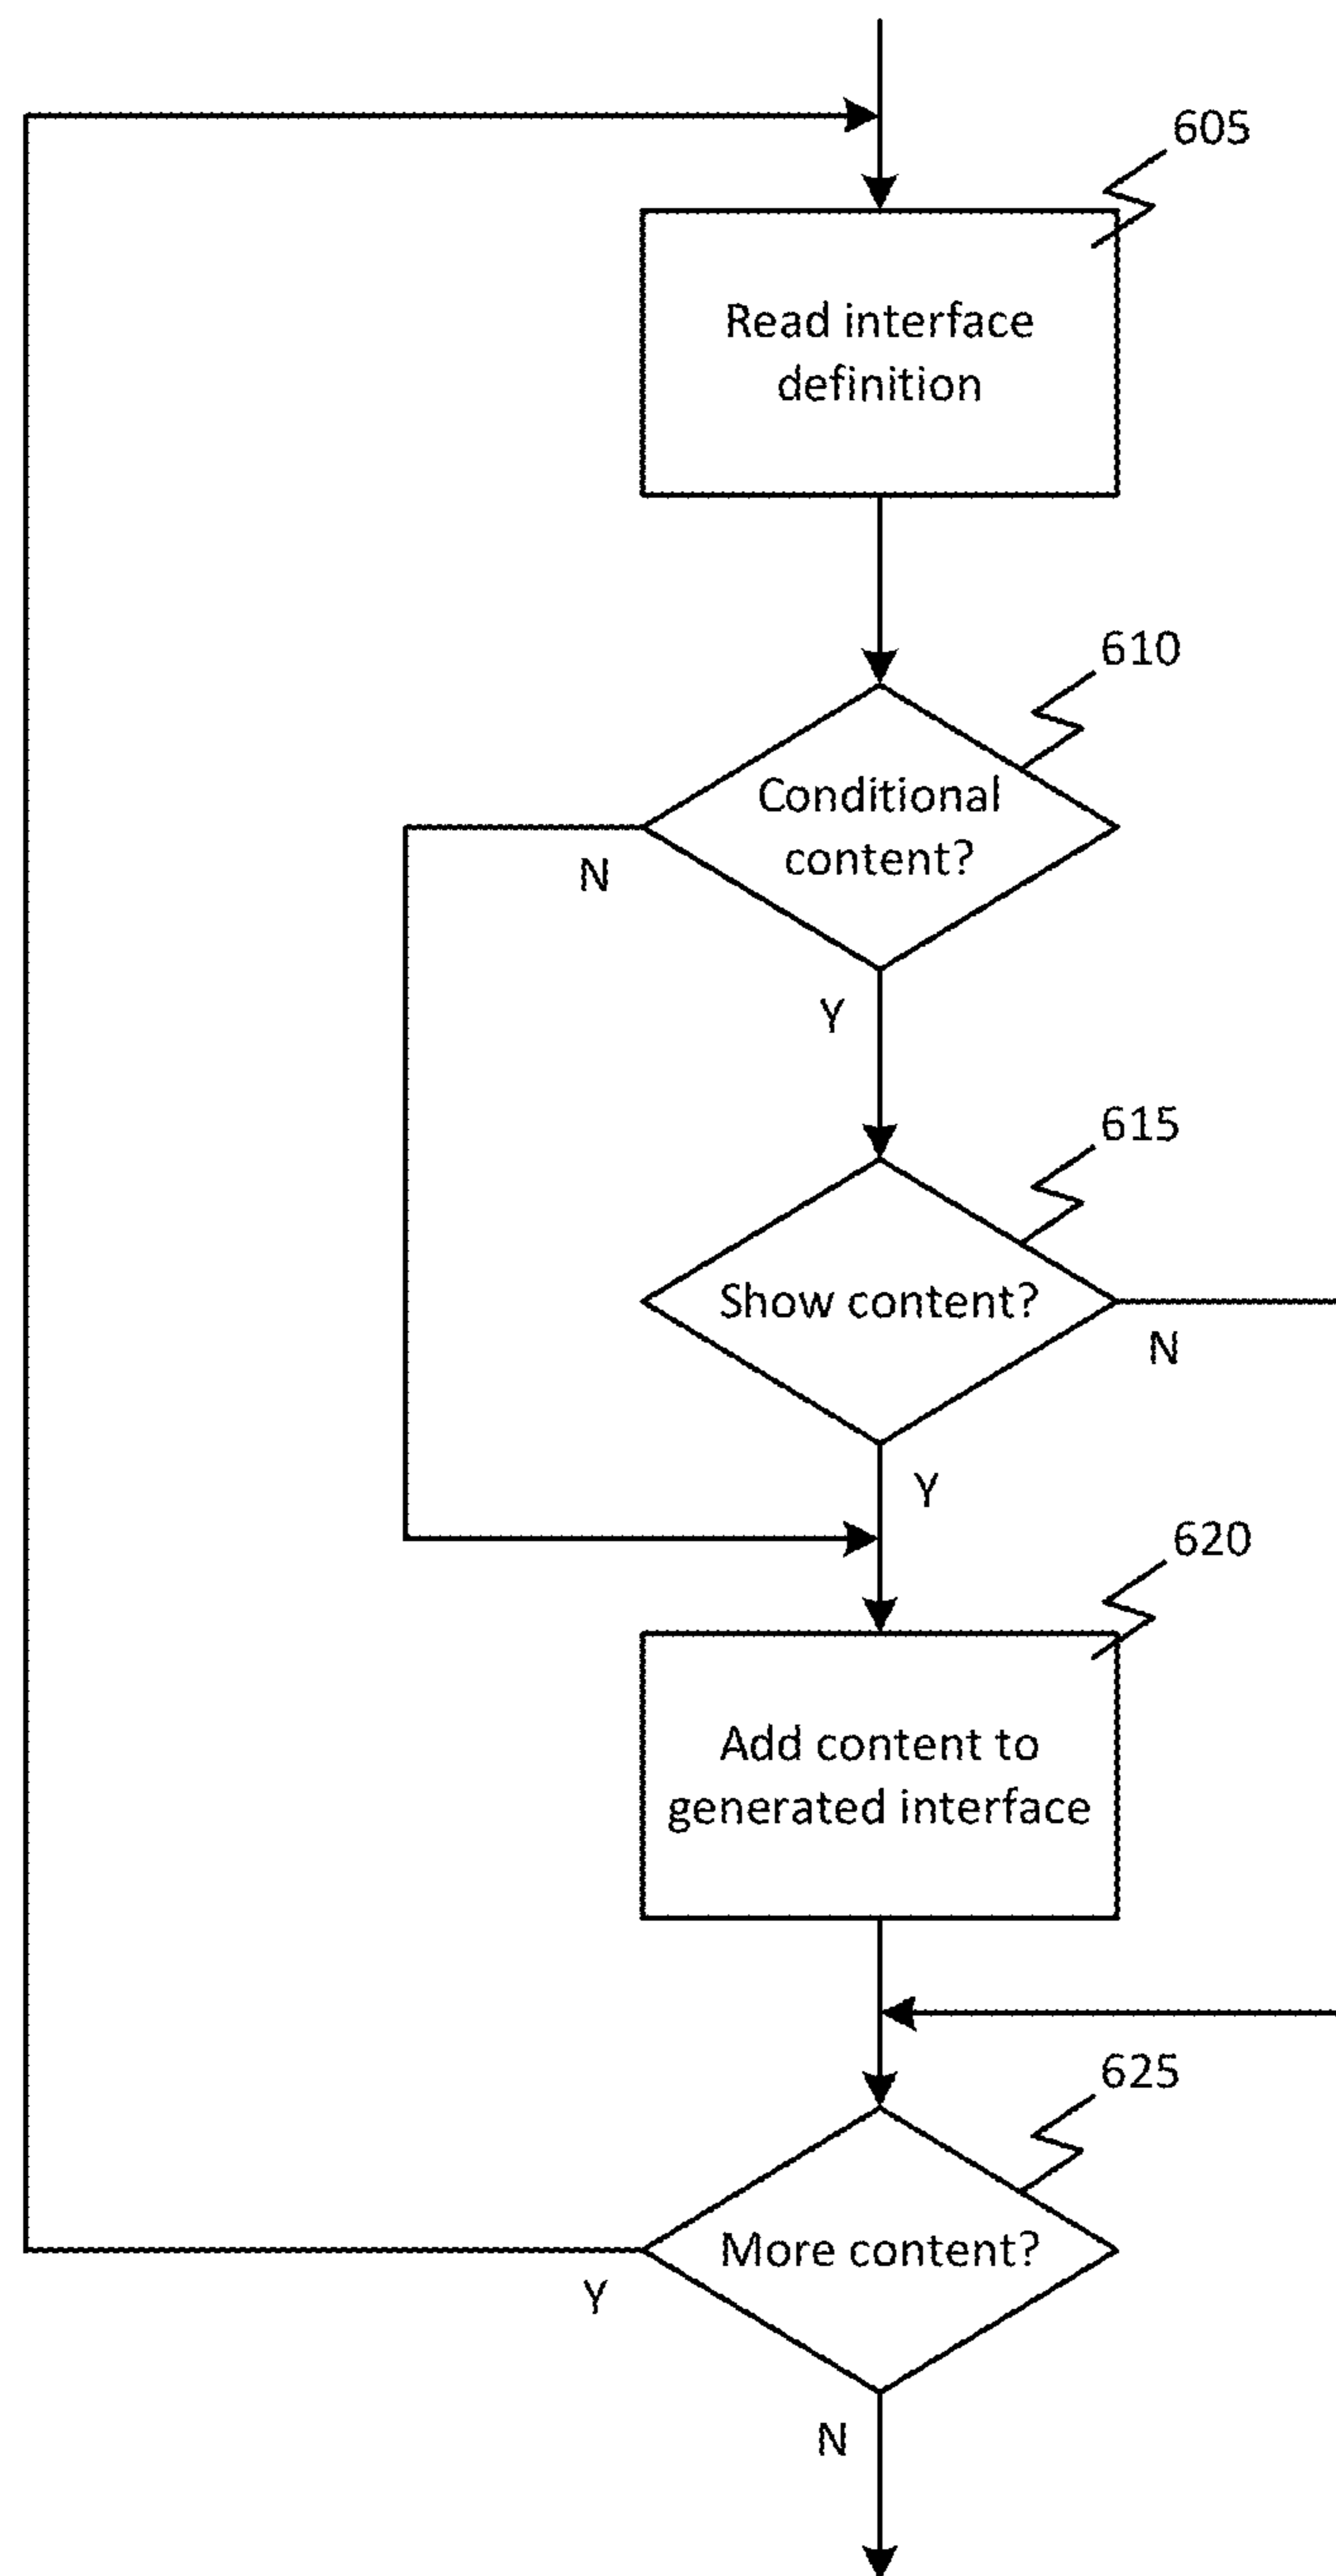 605
Read interface
definition
610
Conditional
content?
N
Y
615
Show content?
N
Y
620
Add content to
generated interface
625
More content?
Y
N